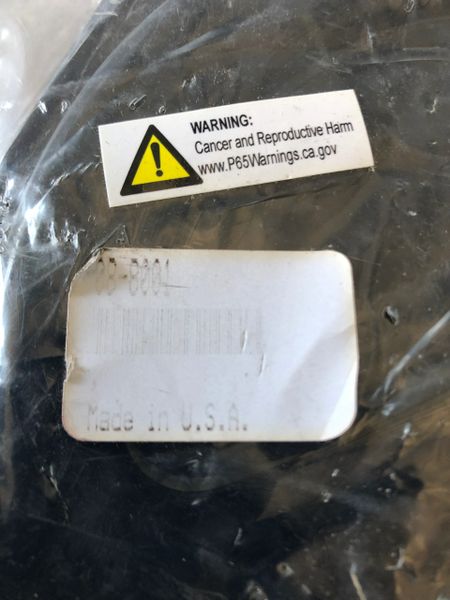 WARNING:
Cancer and Reproductive Harm
www.P65Warnings.ca.gov
Made in U.S.A.